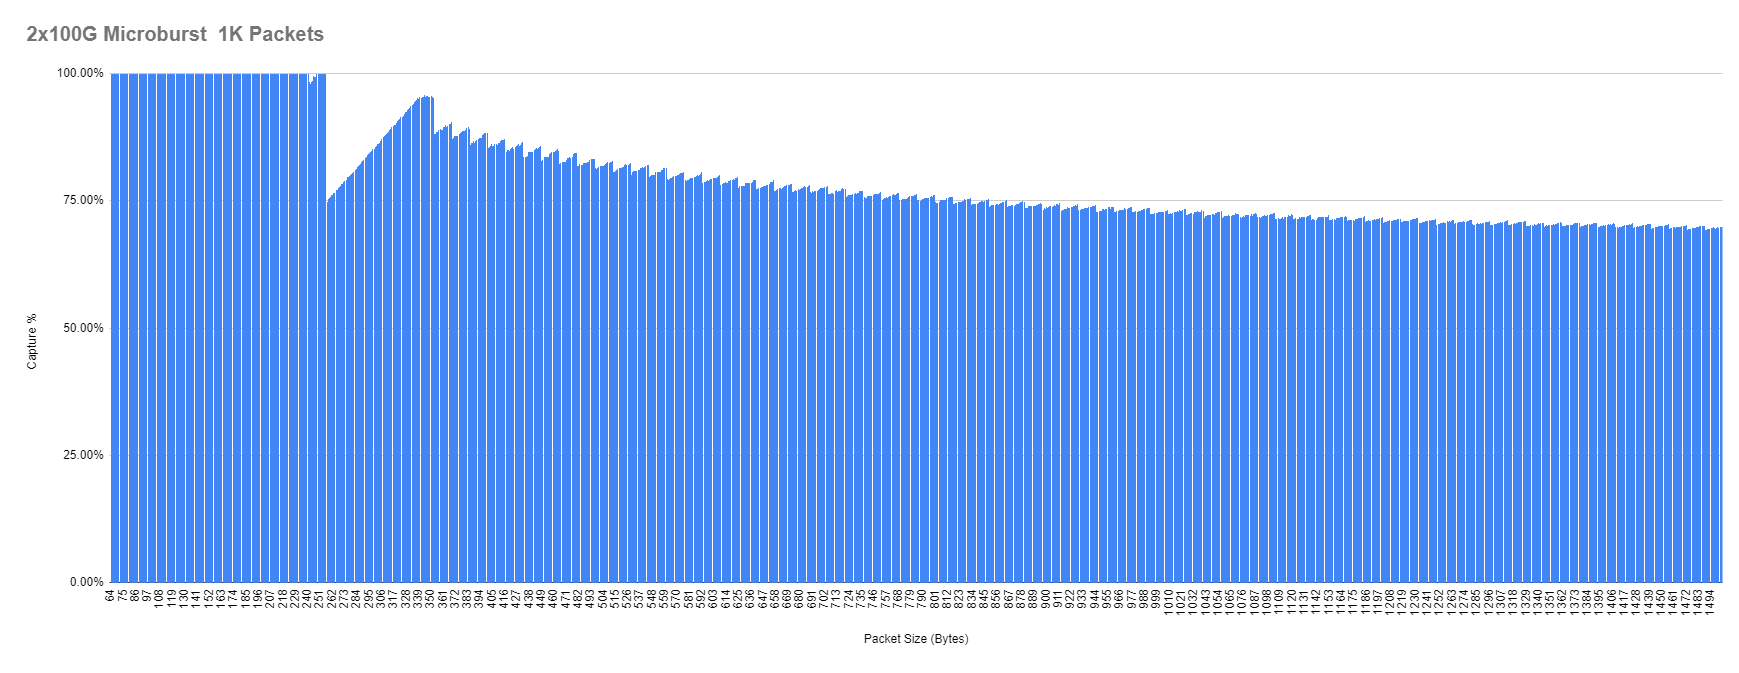 2x100G Microburst  1K Packets
100.00%
75.00%
50.00%
25.00%
0.00%
Capture %
64 75 86 97 108 119 130 141 152 163 174 185 196 207 218 229 240 251 262 273 284 295 306 317 328 339 350 361 372 383 394 405 416 427 438 449 460 471 482 493 504 515 526 537 548 559 570 581 592 603 614 625 636 647 658 669 680 691 702 713 724 735 746 757 768 779 790 801 812 823 834 845 856 867 878 889 900 911 922 933 944 955 966 977 988 999 1010 1021 1032 1043 1054 1065 1076 1087 1098 1109 1120 1131 1142 1153 1164 1175 1186 1197 1208 1219 1230 1241 1252 1263 1274 1285 1296 1307 1318 1329 1340 1351 1362 1373 1384 1395 1406 1417 1428 1439 1450 1461 1472 1483 1494
Packet Size (Bytes)